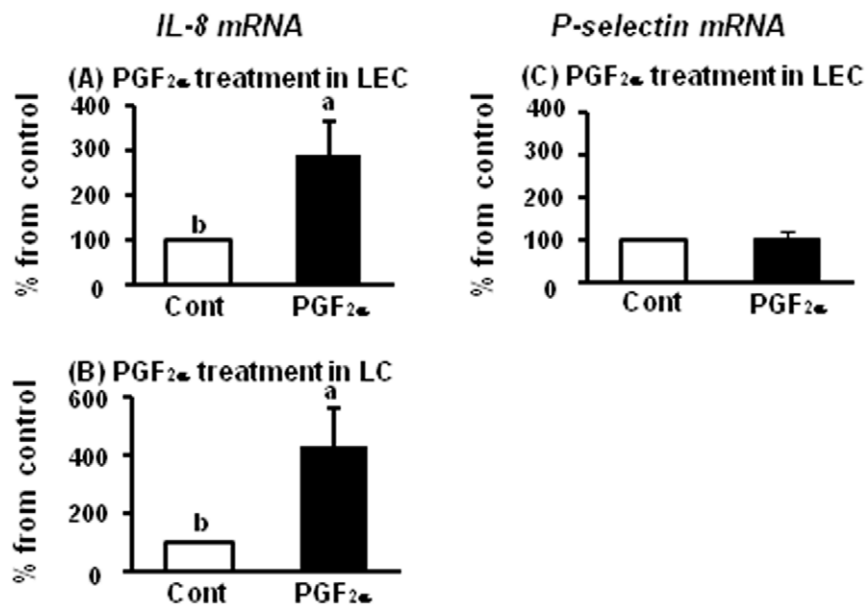 IL-8 mRNA
P-selectin mRNA
(A) PGF2α treatment in LEC
% from control
400
300
200
100
0
a
b
Cont
PGF2α
(C) PGF2α treatment in LEC
% from control
400
300
200
100
0
Cont
PGF2α
(B) PGF2α treatment in LC
% from control
600
400
200
0
a
b
Cont
PGF2α